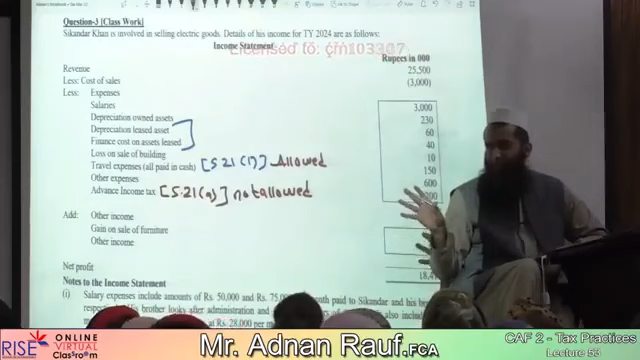 Question-3 [Class Work]
Sikandar Khan is involved in selling electric goods. Details of his income for TY 2024 are as follows:
Income Statement
Licensed to: çm103307
Rupees in 000
Revenue 25,500
Less: Cost of sales (3,000)
Less: Expenses
Salaries 3,000
Depreciation owned assets 230
Depreciation leased asset 60
Finance cost on assets leased 40
Loss on sale of building 10
Travel expenses (all paid in cash) [S.21(l)] Allowed 150
Other expenses 600
Advance Income tax [S.21(a)] not allowed
Add: Other income
Gain on sale of furniture
Other income
Net profit 18,4
Notes to the Income Statement
(i) Salary expenses include amounts of Rs. 50,000 and Rs. 75, month paid to Sikandar and his
His brother looks after administration and
at Rs. 28,000 per m
RISE ONLINE VIRTUAL Classroom
Mr. Adnan Rauf.FCA
CAF 2 - Tax Practices
Lecture 53